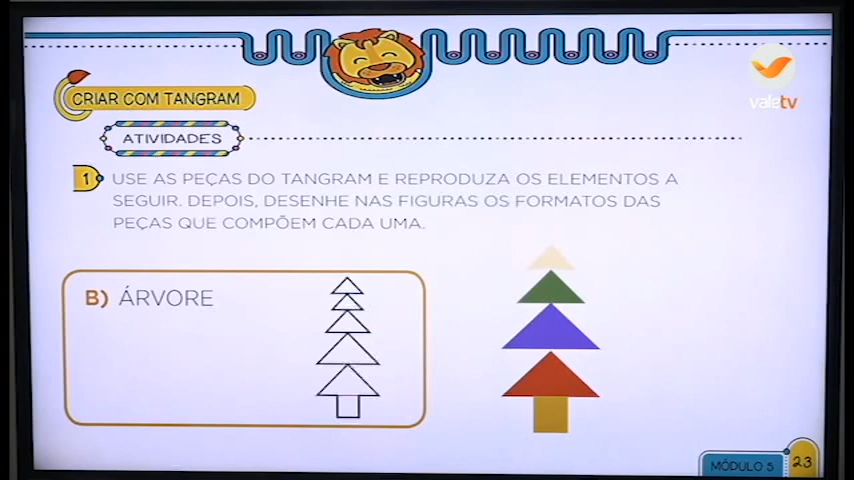 valetv
CRIAR COM TANGRAM
ATIVIDADES
1 USE AS PEÇAS DO TANGRAM E REPRODUZA OS ELEMENTOS A
SEGUIR. DEPOIS, DESENHE NAS FIGURAS OS FORMATOS DAS
PEÇAS QUE COMPÕEM CADA UMA.
B) ÁRVORE
MÓDULO 5 23